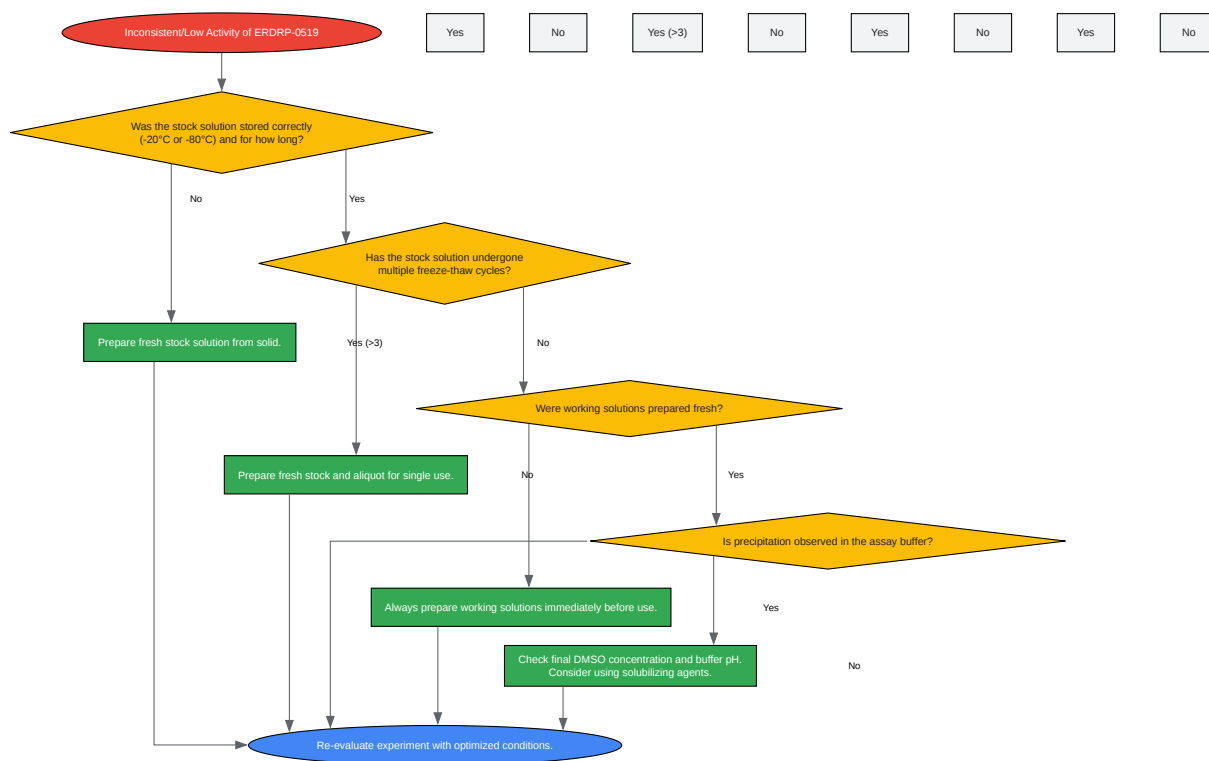 Inconsistent/Low Activity of ERDRP-0519
Yes
No
Yes (>3)
No
Yes
No
Yes
No
Was the stock solution stored correctly
(-20°C or -80°C) and for how long?
No
Yes
Has the stock solution undergone
multiple freeze-thaw cycles?
Prepare fresh stock solution from solid.
Yes (>3)
No
Were working solutions prepared fresh?
Prepare fresh stock and aliquot for single use.
No
Yes
Is precipitation observed in the assay buffer?
Always prepare working solutions immediately before use.
Yes
Check final DMSO concentration and buffer pH.
Consider using solubilizing agents.
No
Re-evaluate experiment with optimized conditions.